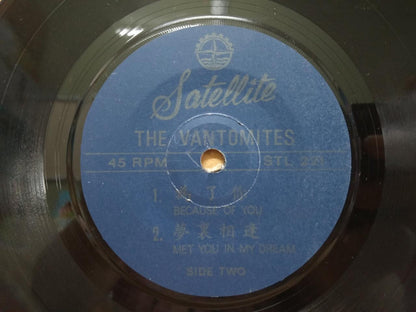 Satellite
THE VANTOMITES
45 RPM STL
1. 為了你
BECAUSE OF YOU
2. 夢裏相逢
MET YOU IN MY DREAM
SIDE TWO